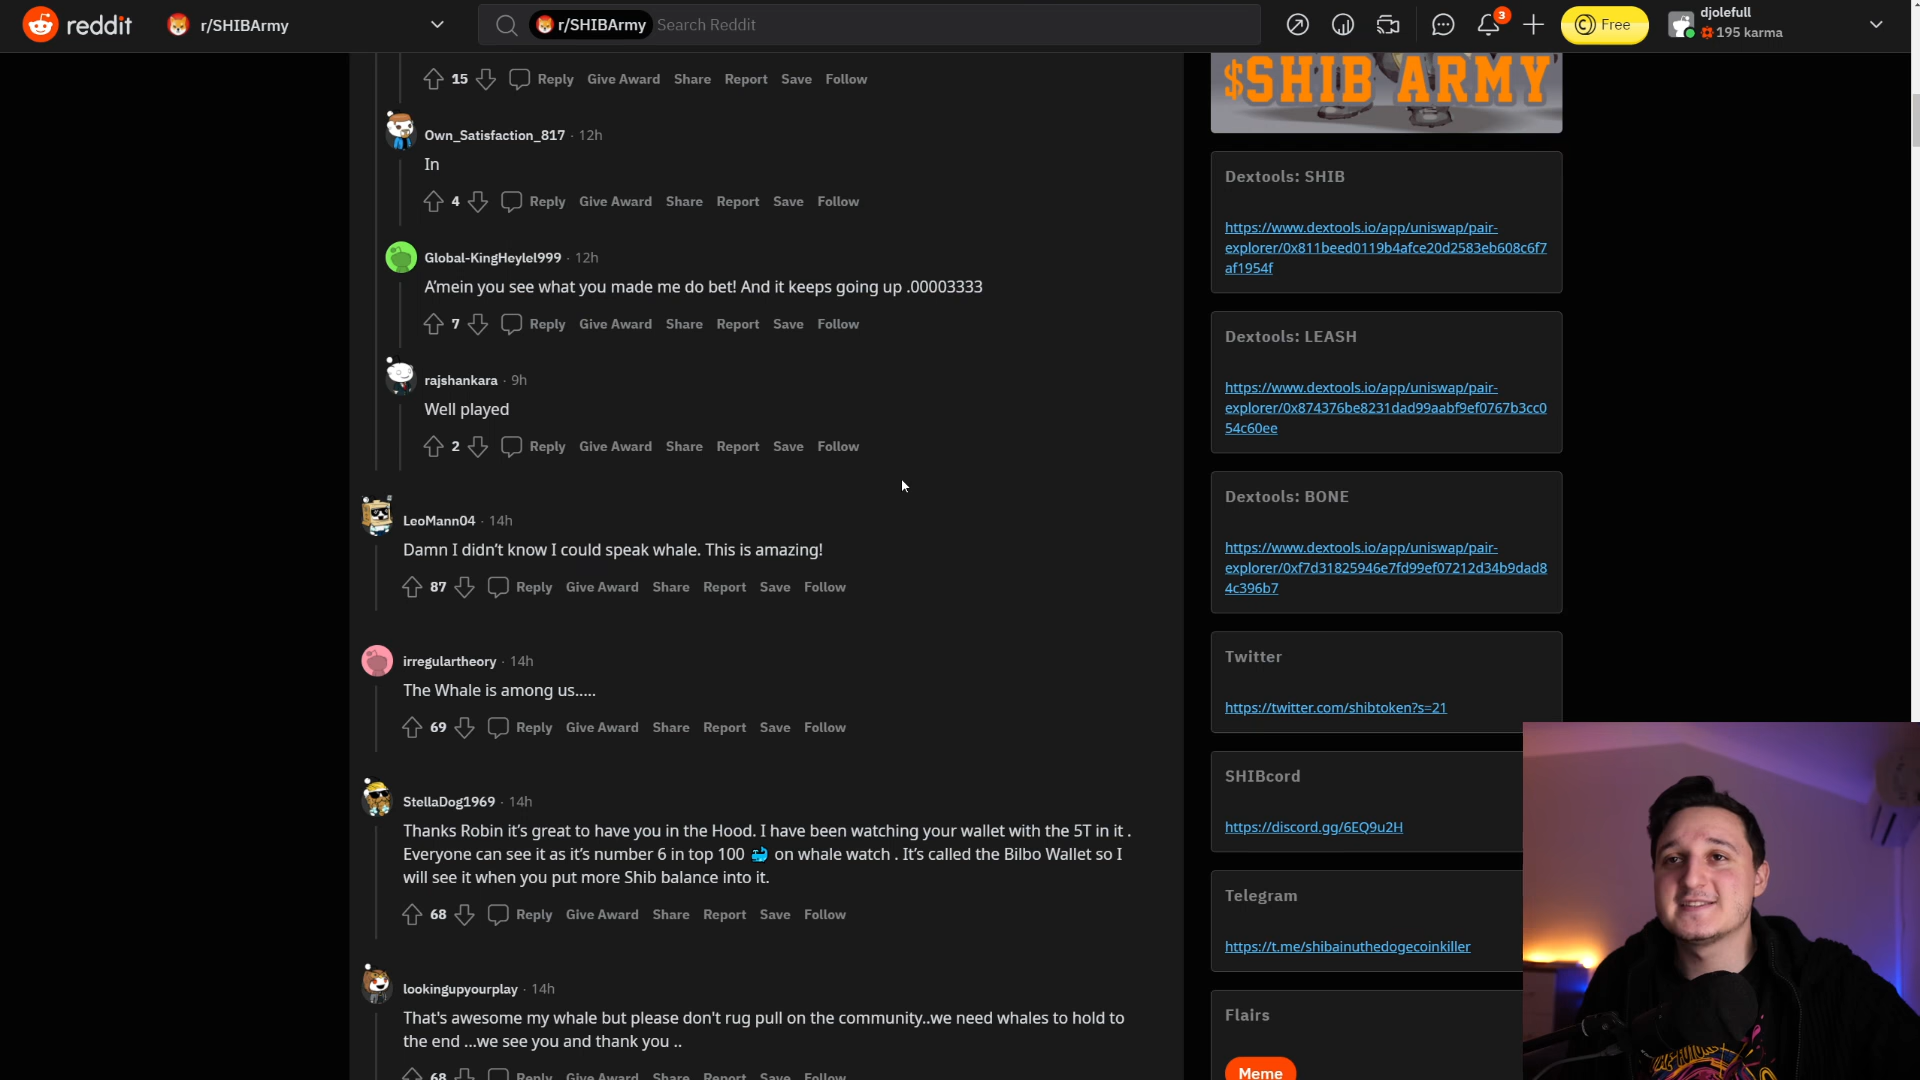 reddit r/SHIBArmy r/SHIBArmy Search Reddit 3 Free djolefull
195 karma
15 Reply Give Award Share Report Save Follow
Own_Satisfaction_817 · 12h
In
4 Reply Give Award Share Report Save Follow
Global-KingHeylel999 · 12h
A'mein you see what you made me do bet! And it keeps going up .00003333
7 Reply Give Award Share Report Save Follow
rajshankara · 9h
Well played
2 Reply Give Award Share Report Save Follow
LeoMann04 · 14h
Damn I didn't know I could speak whale. This is amazing!
87 Reply Give Award Share Report Save Follow
irregulartheory · 14h
The Whale is among us.....
69 Reply Give Award Share Report Save Follow
StellaDog1969 · 14h
Thanks Robin it's great to have you in the Hood. I have been watching your wallet with the 5T in it .
Everyone can see it as it's number 6 in top 100 🐳 on whale watch . It's called the Bilbo Wallet so I
will see it when you put more Shib balance into it.
68 Reply Give Award Share Report Save Follow
lookingupyourplay · 14h
That's awesome my whale but please don't rug pull on the community..we need whales to hold to
the end ...we see you and thank you ..
68 Reply Give Award Share Report Save Follow
$SHIB ARMY
Dextools: SHIB
https://www.dextools.io/app/uniswap/pair-
explorer/0x811beed0119b4afce20d2583eb608c6f7
af1954f
Dextools: LEASH
https://www.dextools.io/app/uniswap/pair-
explorer/0x874376be8231dad99aabf9ef0767b3cc0
54c60ee
Dextools: BONE
https://www.dextools.io/app/uniswap/pair-
explorer/0xf7d31825946e7fd99ef07212d34b9dad8
4c396b7
Twitter
https://twitter.com/shibtoken?s=21
SHIBcord
https://discord.gg/6EQ9u2H
Telegram
https://t.me/shibainuthedogecoinkiller
Flairs
Meme